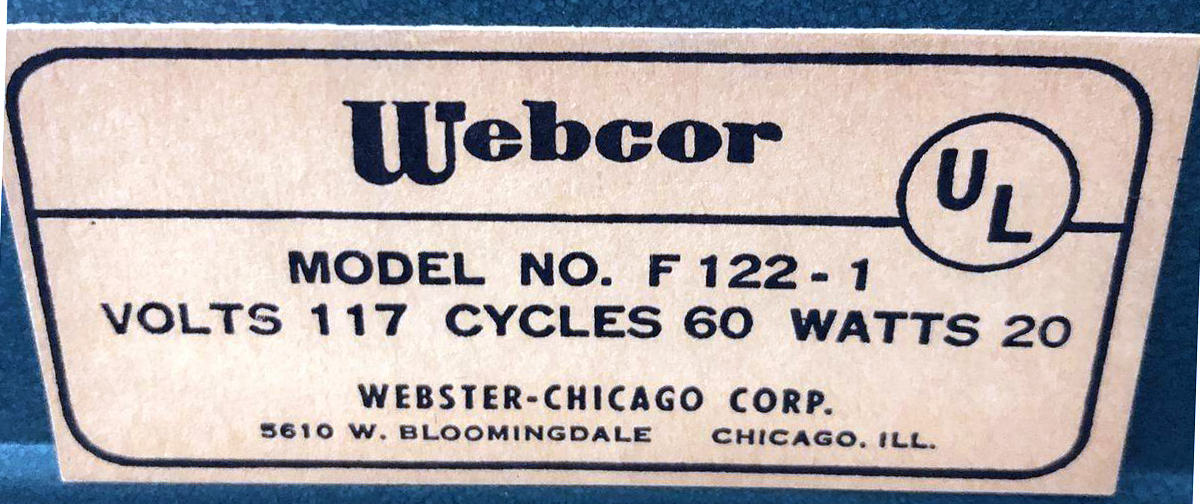 Webcor
UL
MODEL NO. F 122-1
VOLTS 117 CYCLES 60 WATTS 20
WEBSTER-CHICAGO CORP.
5610 W. BLOOMINGDALE CHICAGO. ILL.